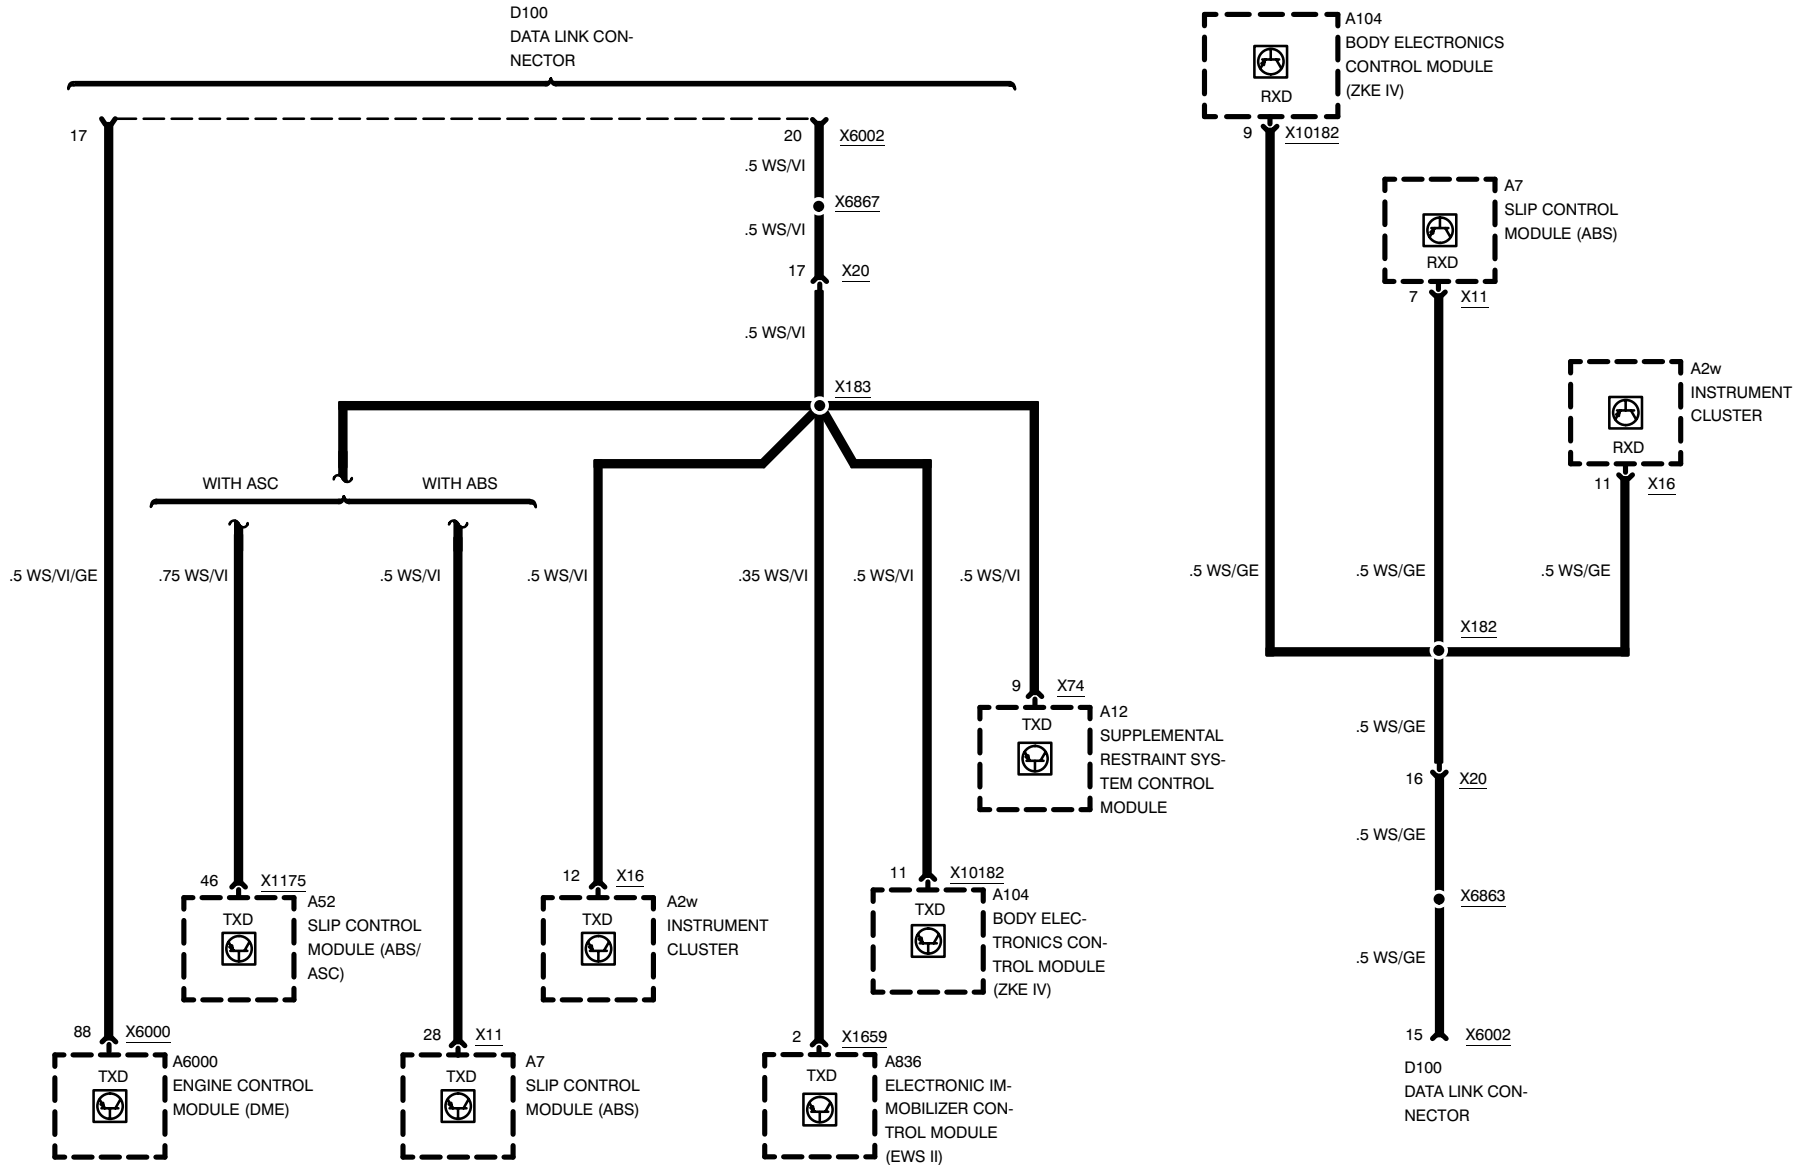 D100
DATA LINK CON-
NECTOR
17
20
X6002
.5 WS/VI
X6867
.5 WS/VI
17
X20
.5 WS/VI
X183
WITH ASC
WITH ABS
.5 WS/VI/GE
.75 WS/VI
.5 WS/VI
.5 WS/VI
.35 WS/VI
.5 WS/VI
.5 WS/VI
9
X74
TXD
A12
SUPPLEMENTAL
RESTRAINT SYS-
TEM CONTROL
MODULE
46
X1175
TXD
A52
SLIP CONTROL
MODULE (ABS/
ASC)
12
X16
TXD
A2w
INSTRUMENT
CLUSTER
11
X10182
TXD
A104
BODY ELEC-
TRONICS CON-
TROL MODULE
(ZKE IV)
88
X6000
TXD
A6000
ENGINE CONTROL
MODULE (DME)
28
X11
TXD
A7
SLIP CONTROL
MODULE (ABS)
2
X1659
TXD
A836
ELECTRONIC IM-
MOBILIZER CON-
TROL MODULE
(EWS II)
A104
BODY ELECTRONICS
CONTROL MODULE
(ZKE IV)
RXD
9
X10182
A7
SLIP CONTROL
MODULE (ABS)
RXD
7
X11
A2w
INSTRUMENT
CLUSTER
RXD
11
X16
.5 WS/GE
.5 WS/GE
.5 WS/GE
X182
.5 WS/GE
16
X20
.5 WS/GE
X6863
.5 WS/GE
15
X6002
D100
DATA LINK CON-
NECTOR